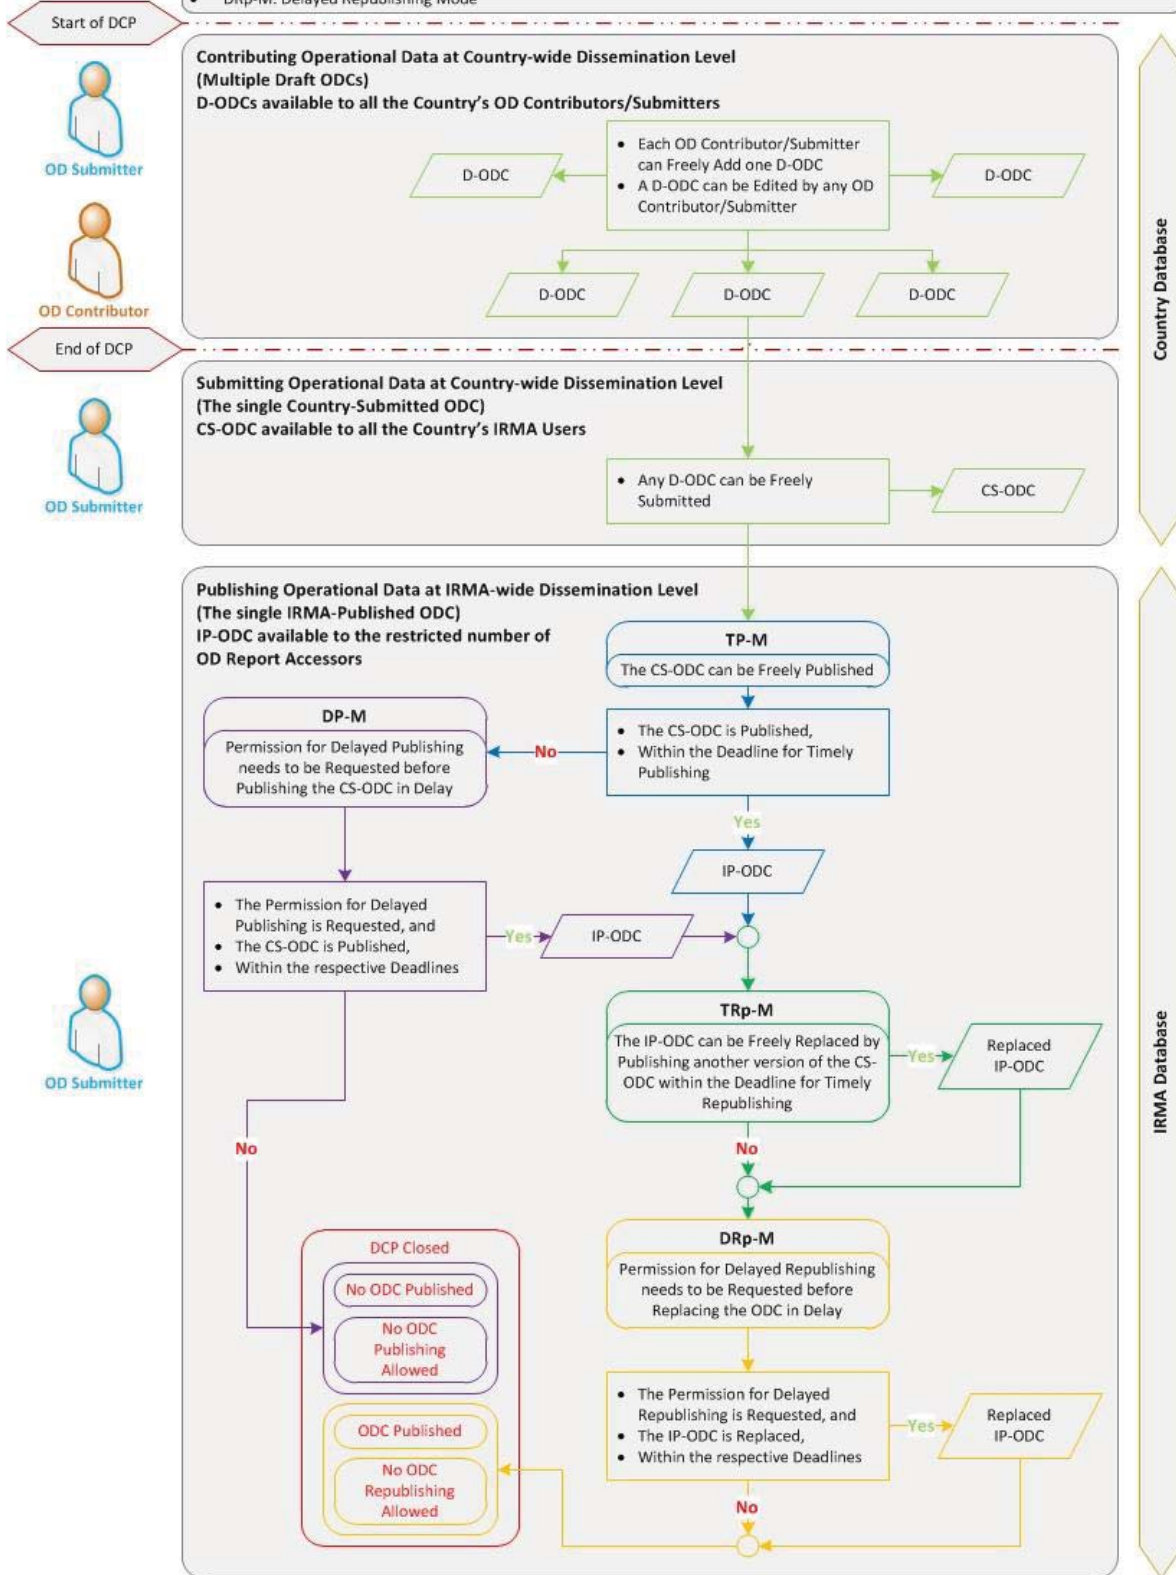 • DRp-M: Delayed Republishing Mode
Start of DCP
Contributing Operational Data at Country-wide Dissemination Level
(Multiple Draft ODCs)
D-ODCs available to all the Country's OD Contributors/Submitters
OD Submitter
• Each OD Contributor/Submitter
can Freely Add one D-ODC
• A D-ODC can be Edited by any OD
Contributor/Submitter
D-ODC
D-ODC
OD Contributor
D-ODC
D-ODC
D-ODC
Country Database
End of DCP
Submitting Operational Data at Country-wide Dissemination Level
(The single Country-Submitted ODC)
CS-ODC available to all the Country's IRMA Users
OD Submitter
• Any D-ODC can be Freely
Submitted
CS-ODC
Publishing Operational Data at IRMA-wide Dissemination Level
(The single IRMA-Published ODC)
IP-ODC available to the restricted number of
OD Report Accessors
TP-M
The CS-ODC can be Freely Published
DP-M
Permission for Delayed Publishing
needs to be Requested before
Publishing the CS-ODC in Delay
No
• The CS-ODC is Published,
• Within the Deadline for Timely
Publishing
Yes
IP-ODC
• The Permission for Delayed
Publishing is Requested, and
• The CS-ODC is Published,
• Within the respective Deadlines
Yes
IP-ODC
OD Submitter
TRp-M
The IP-ODC can be Freely Replaced by
Publishing another version of the CS-
ODC within the Deadline for Timely
Republishing
Yes
Replaced
IP-ODC
IRMA Database
No
No
DRp-M
Permission for Delayed Republishing
needs to be Requested before
Replacing the ODC in Delay
DCP Closed
No ODC Published
No ODC
Publishing
Allowed
• The Permission for Delayed
Republishing is Requested, and
• The IP-ODC is Replaced,
• Within the respective Deadlines
Yes
Replaced
IP-ODC
ODC Published
No ODC
Republishing
Allowed
No